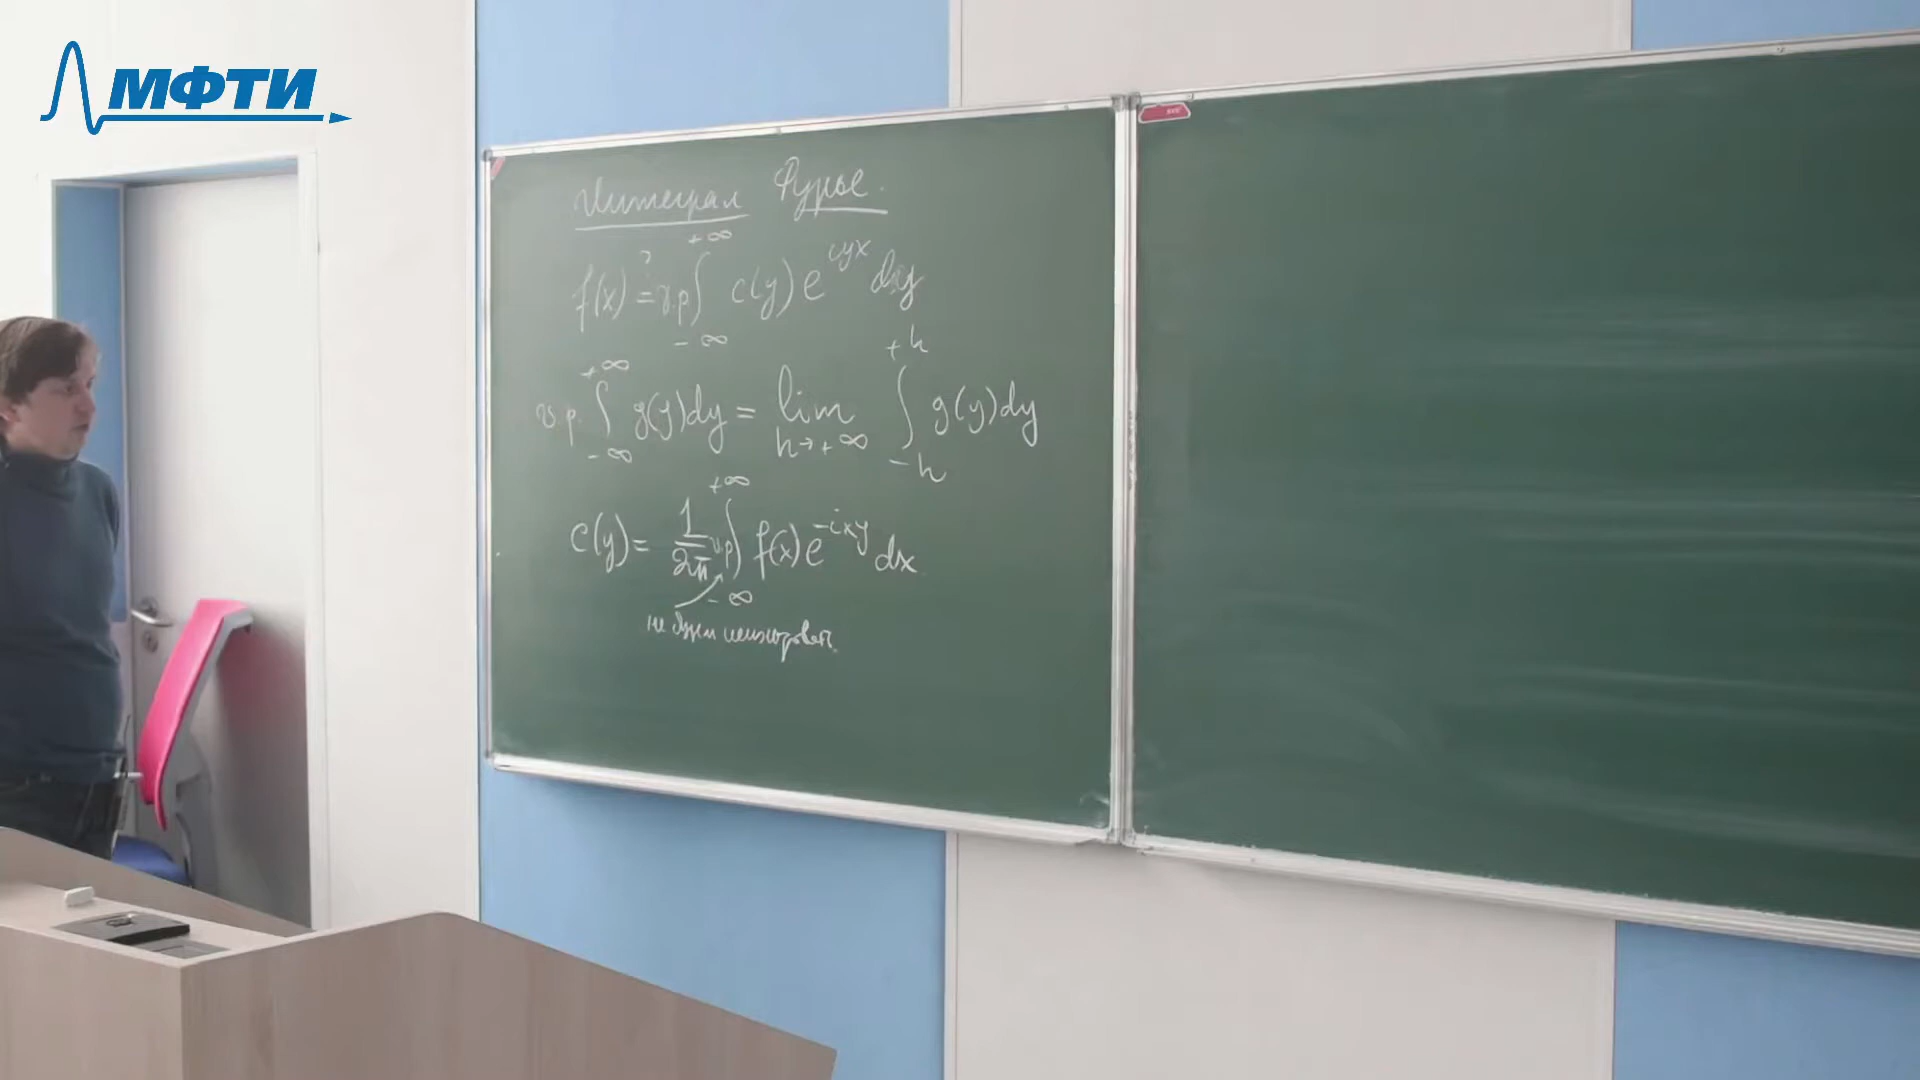 МФТИ
Интеграл Фурье.
f(x) ?= v.p. ∫_{-∞}^{+∞} c(y) e^{iyx} dy
v.p. ∫_{-∞}^{+∞} g(y)dy = lim_{h→+∞} ∫_{-h}^{+h} g(y)dy
c(y) = 1/2π v.p. ∫_{-∞}^{+∞} f(x) e^{-ixy} dx
не будем использовать.